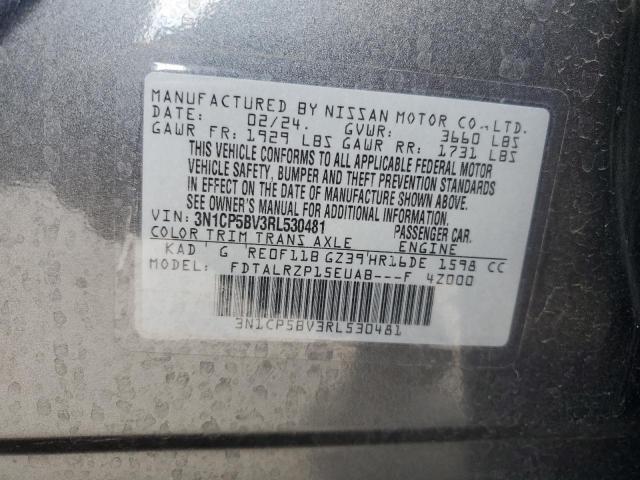 MANUFACTURED BY NISSAN MOTOR CO.,LTD.
DATE: 02/24. GVWR: 3660 LBS
GAWR FR: 1929 LBS GAWR RR: 1731 LBS
THIS VEHICLE CONFORMS TO ALL APPLICABLE FEDERAL MOTOR
VEHICLE SAFETY, BUMPER AND THEFT PREVENTION STANDARDS
IN EFFECT ON THE DATE OF MANUFACTURE SHOWN ABOVE.
SEE OWNER'S MANUAL FOR ADDITIONAL INFORMATION
VIN: 3N1CP5BV3RL530481 PASSENGER CAR.
COLOR TRIM TRANS AXLE ENGINE
KAD ' G RE0F11B GZ39'HR16DE 1598 CC
MODEL: FDTALRZP15EUAB---F 4Z000
3N1CP5BV3RL530481